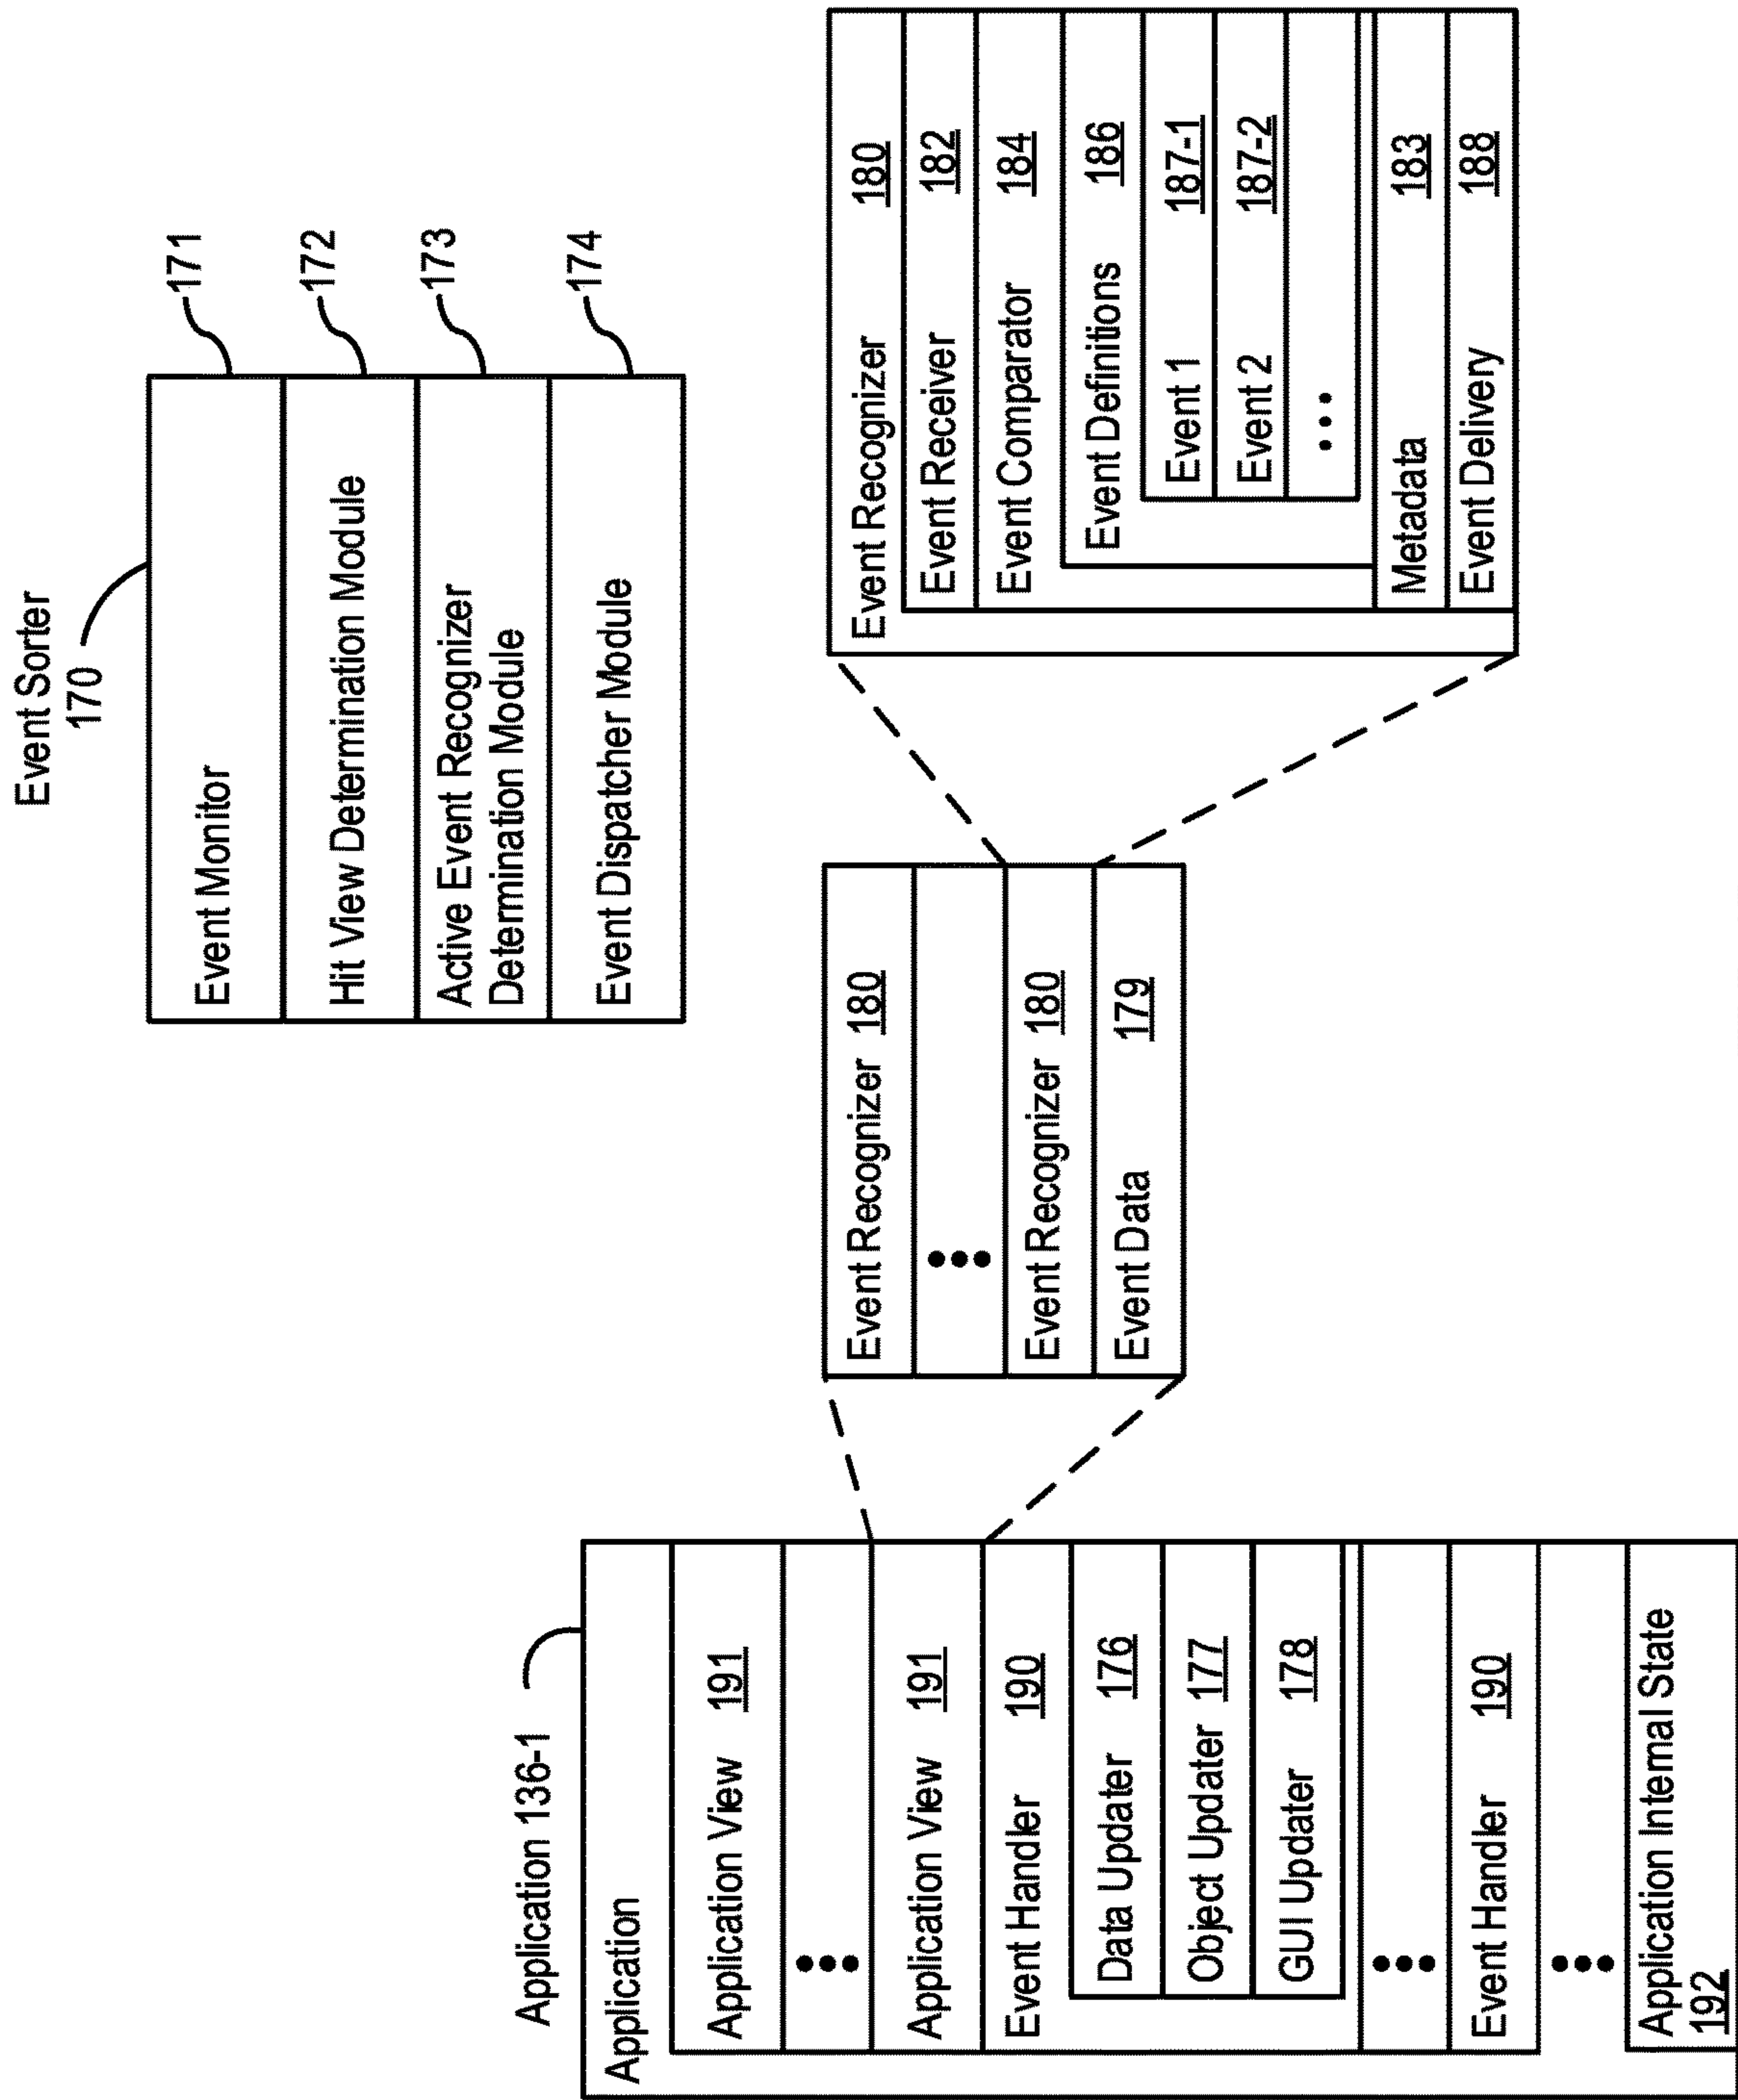 Event Sorter
170
Event Monitor
171
Hit View Determination Module
172
Active Event Recognizer
Determination Module
173
Event Dispatcher Module
174
Application 136-1
Application
Application View 191
•••
Application View 191
Event Handler 190
Data Updater 176
Object Updater 177
GUI Updater 178
•••
Event Handler 190
•••
Application Internal State
192
Event Recognizer 180
•••
Event Recognizer 180
Event Data 179
Event Recognizer 180
Event Receiver 182
Event Comparator 184
Event Definitions 186
Event 1 187-1
Event 2 187-2
•••
Metadata 183
Event Delivery 188